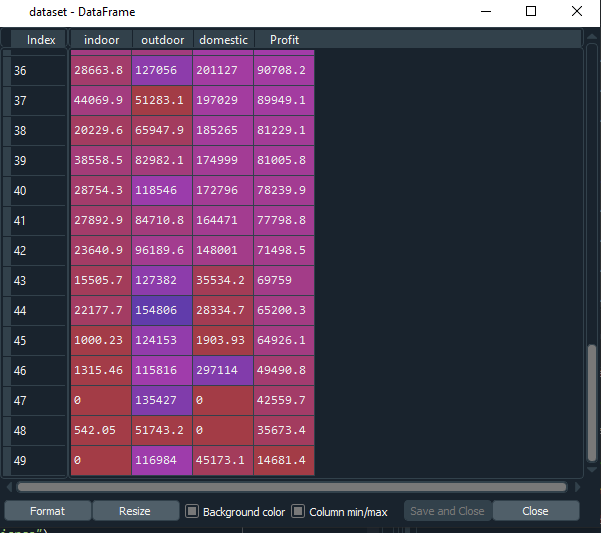 dataset - DataFrame
Index indoor outdoor domestic Profit
36 28663.8 127056 201127 90708.2
37 44069.9 51283.1 197029 89949.1
38 20229.6 65947.9 185265 81229.1
39 38558.5 82982.1 174999 81005.8
40 28754.3 118546 172796 78239.9
41 27892.9 84710.8 164471 77798.8
42 23640.9 96189.6 148001 71498.5
43 15505.7 127382 35534.2 69759
44 22177.7 154806 28334.7 65200.3
45 1000.23 124153 1903.93 64926.1
46 1315.46 115816 297114 49490.8
47 0 135427 0 42559.7
48 542.05 51743.2 0 35673.4
49 0 116984 45173.1 14681.4
Format Resize Background color Column min/max Save and Close Close